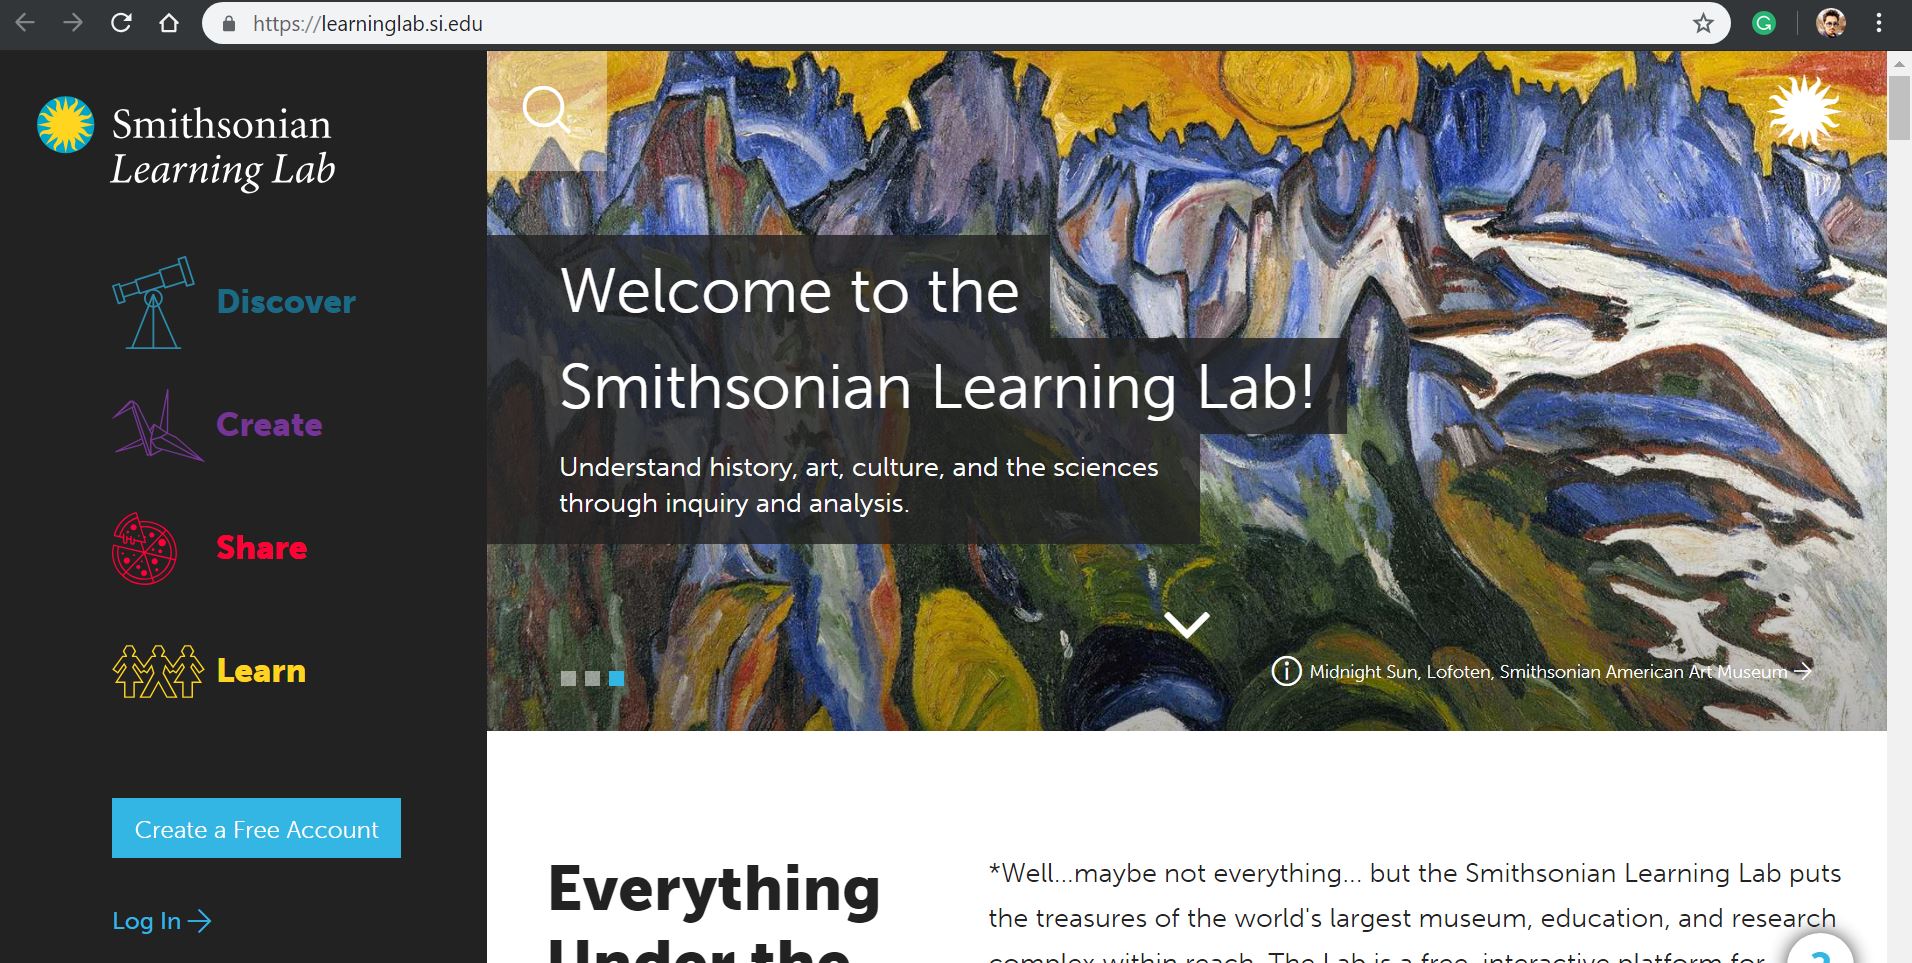 https://learninglab.si.edu
Smithsonian
Learning Lab
Discover
Create
Share
Learn
Create a Free Account
Log In
Welcome to the
Smithsonian Learning Lab!
Understand history, art, culture, and the sciences
through inquiry and analysis.
Midnight Sun, Lofoten, Smithsonian American Art Museum
Everything
Under the
*Well...maybe not everything... but the Smithsonian Learning Lab puts
the treasures of the world's largest museum, education, and research
complex within reach. The Lab is a free, interactive platform for
?